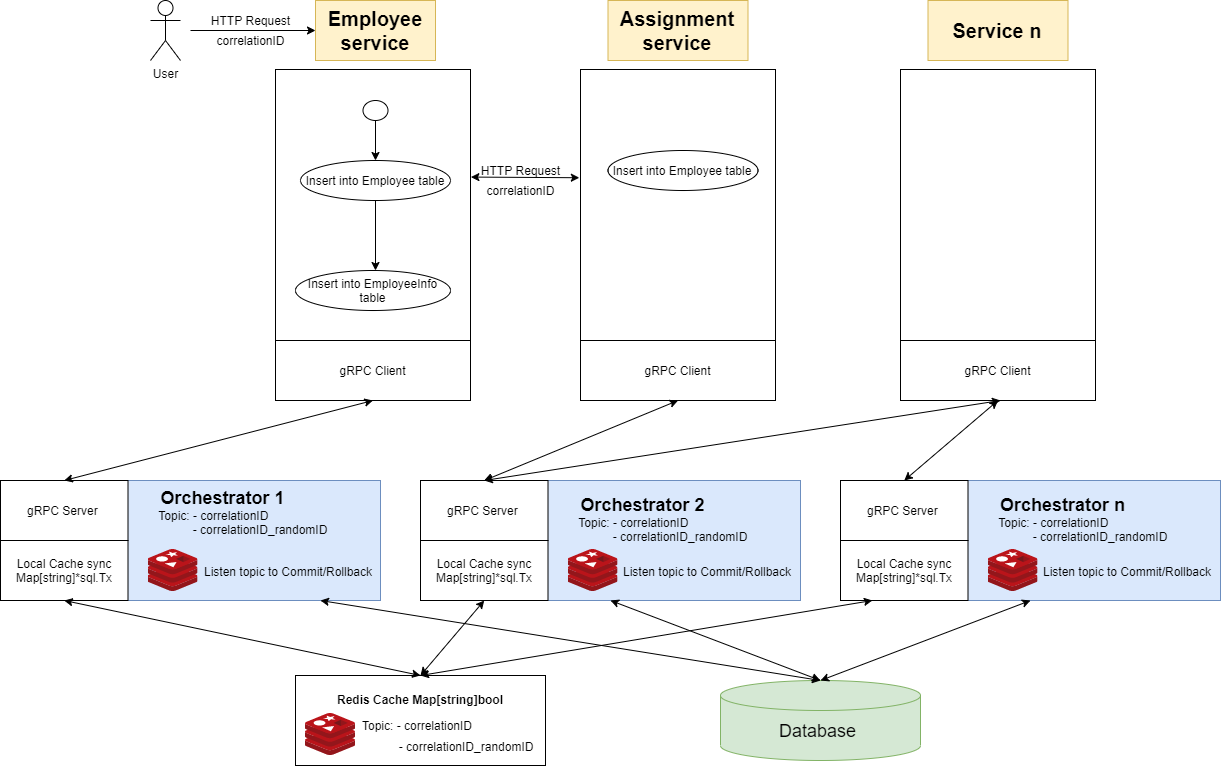 HTTP Request
correlationID
User
Employee
service
Assignment
service
Service n
Insert into Employee table
Insert into EmployeeInfo
table
gRPC Client
HTTP Request
correlationID
Insert into Employee table
gRPC Client
gRPC Client
gRPC Server
Local Cache sync
Map[string]*sql.Tx
Orchestrator 1
Topic: - correlationID
- correlationID_randomID
Listen topic to Commit/Rollback
gRPC Server
Local Cache sync
Map[string]*sql.Tx
Orchestrator 2
Topic: - correlationID
- correlationID_randomID
Listen topic to Commit/Rollback
gRPC Server
Local Cache sync
Map[string]*sql.Tx
Orchestrator n
Topic: - correlationID
- correlationID_randomID
Listen topic to Commit/Rollback
Redis Cache Map[string]bool
Topic: - correlationID
- correlationID_randomID
Database